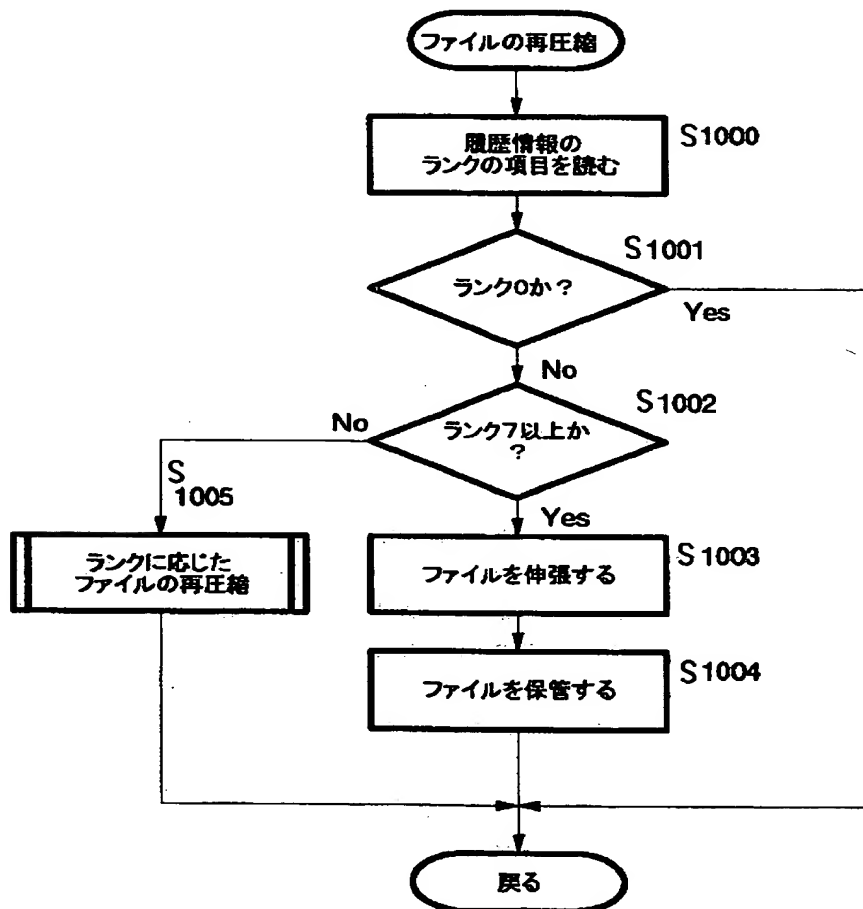 ファイルの再圧縮
履歴情報の
ランクの項目を読む
S1000
S1001
ランク0か？
Yes
No
S1002
No
ランク7以上か
？
S
1005
Yes
ランクに応じた
ファイルの再圧縮
S1003
ファイルを伸張する
S1004
ファイルを保管する
戻る